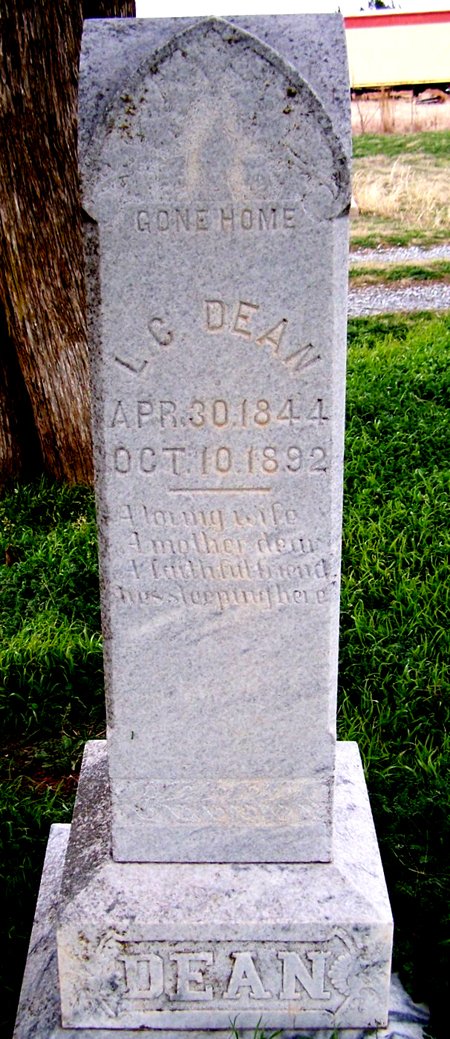 GONE HOME
L.C. DEAN
APR. 30. 1844
OCT. 10. 1892
A loving wife
A mother dear
A faithful friend
lies sleeping here
DEAN